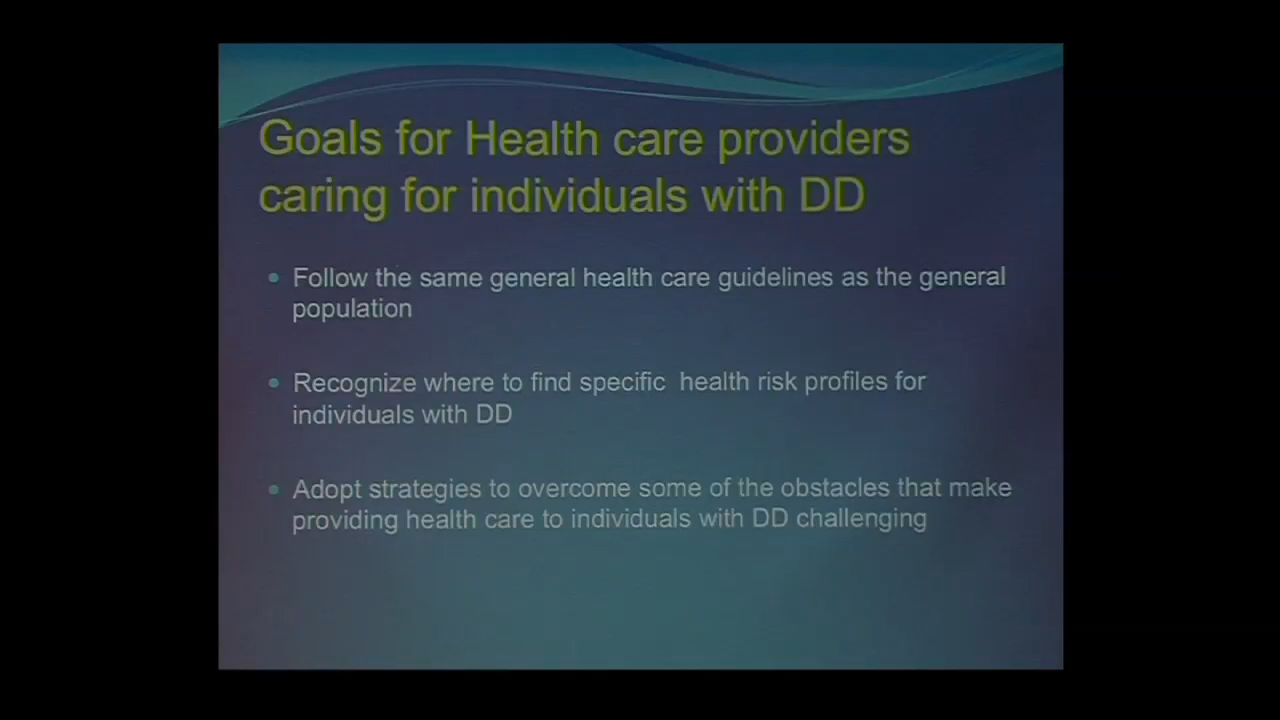 Goals for Health care providers
caring for individuals with DD
• Follow the same general health care guidelines as the general
population
• Recognize where to find specific health risk profiles for
individuals with DD
• Adopt strategies to overcome some of the obstacles that make
providing health care to individuals with DD challenging